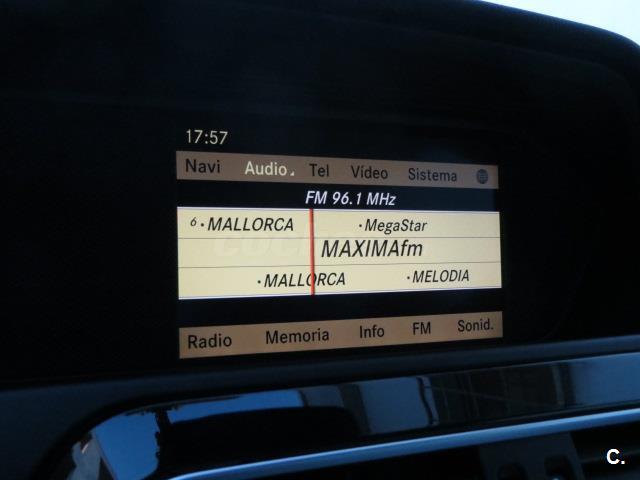 17:57
Navi Audio Tel Vídeo Sistema
FM 96.1 MHz
6 · MALLORCA · MegaStar
MAXIMAfm
· MALLORCA · MELODIA
Radio Memoria Info FM Sonid.
C.